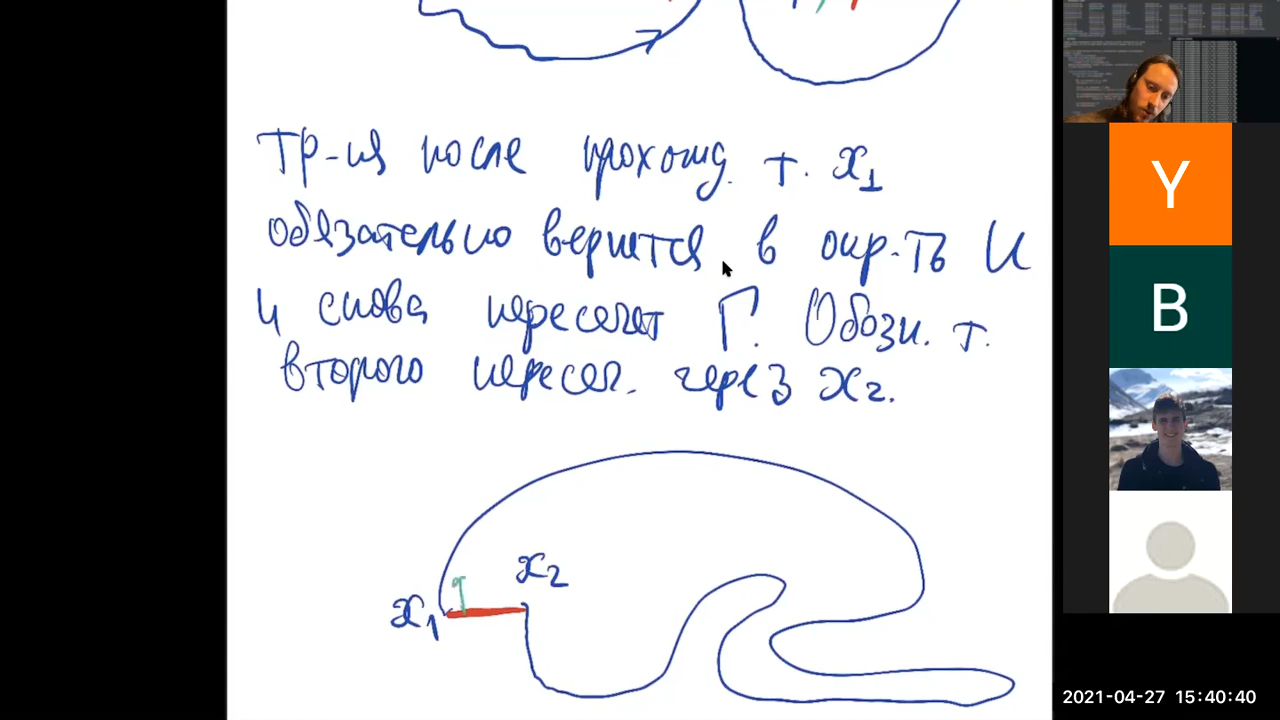 Тр-ия после прохожд. т. x₁
обязательно вернется в окр-ть U
и снова пересечет Г. Обозн. т.
второго пересеч. через x₂.
x₂
x₁
Y
B
2021-04-27 15:40:40